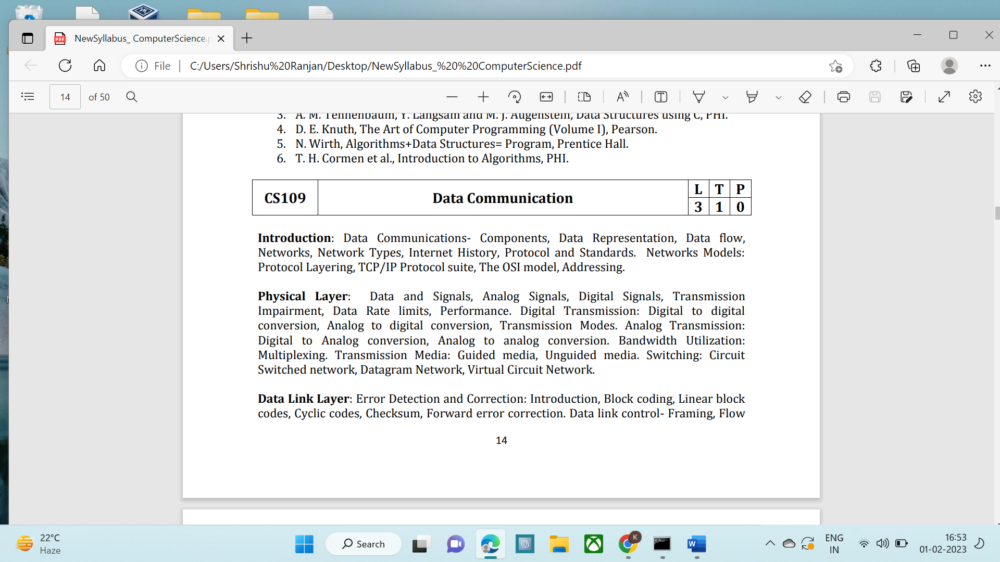 NewSyllabus_ ComputerScience.p
File
C:/Users/Shrishu%20Ranjan/Desktop/NewSyllabus_%20%20ComputerScience.pdf
14 of 50
3. A. M. Tennenbaum, Y. Langsam and M. J. Augenstein, Data Structures using C, PHI.
4. D. E. Knuth, The Art of Computer Programming (Volume I), Pearson.
5. N. Wirth, Algorithms+Data Structures= Program, Prentice Hall.
6. T. H. Cormen et al., Introduction to Algorithms, PHI.
CS109 Data Communication
L T P
3 1 0
Introduction: Data Communications- Components, Data Representation, Data flow,
Networks, Network Types, Internet History, Protocol and Standards. Networks Models:
Protocol Layering, TCP/IP Protocol suite, The OSI model, Addressing.
Physical Layer: Data and Signals, Analog Signals, Digital Signals, Transmission
Impairment, Data Rate limits, Performance. Digital Transmission: Digital to digital
conversion, Analog to digital conversion, Transmission Modes. Analog Transmission:
Digital to Analog conversion, Analog to analog conversion. Bandwidth Utilization:
Multiplexing. Transmission Media: Guided media, Unguided media. Switching: Circuit
Switched network, Datagram Network, Virtual Circuit Network.
Data Link Layer: Error Detection and Correction: Introduction, Block coding, Linear block
codes, Cyclic codes, Checksum, Forward error correction. Data link control- Framing, Flow
14
22°C
Haze
Search
K
ENG
IN
16:53
01-02-2023